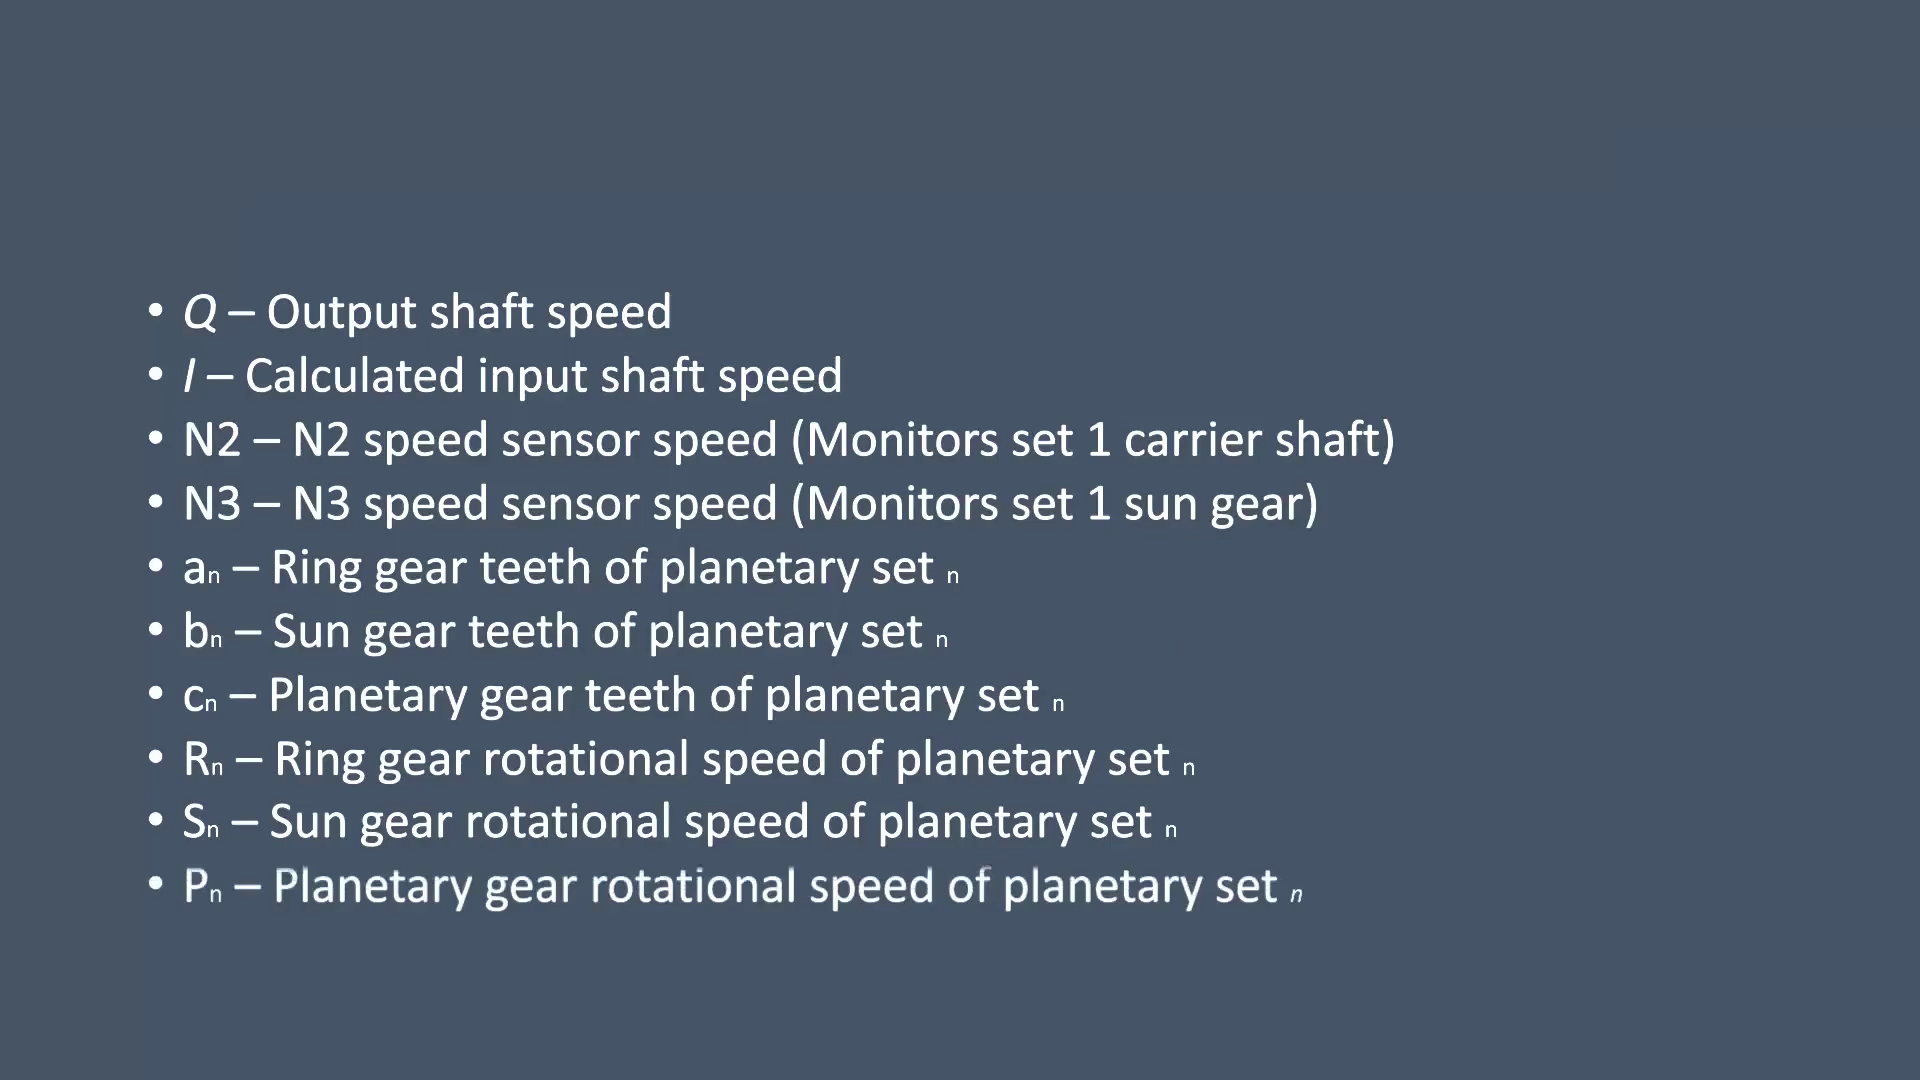 • Q – Output shaft speed
• I – Calculated input shaft speed
• N2 – N2 speed sensor speed (Monitors set 1 carrier shaft)
• N3 – N3 speed sensor speed (Monitors set 1 sun gear)
• an – Ring gear teeth of planetary set n
• bn – Sun gear teeth of planetary set n
• cn – Planetary gear teeth of planetary set n
• Rn – Ring gear rotational speed of planetary set n
• Sn – Sun gear rotational speed of planetary set n
• Pn – Planetary gear rotational speed of planetary set n